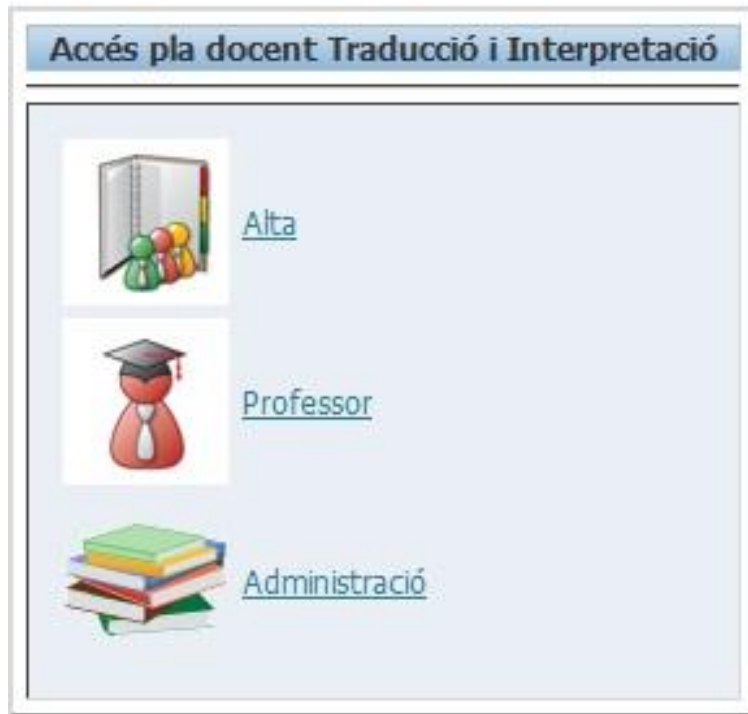 Accés pla docent Traducció i Interpretació
Alta
Professor
Administració